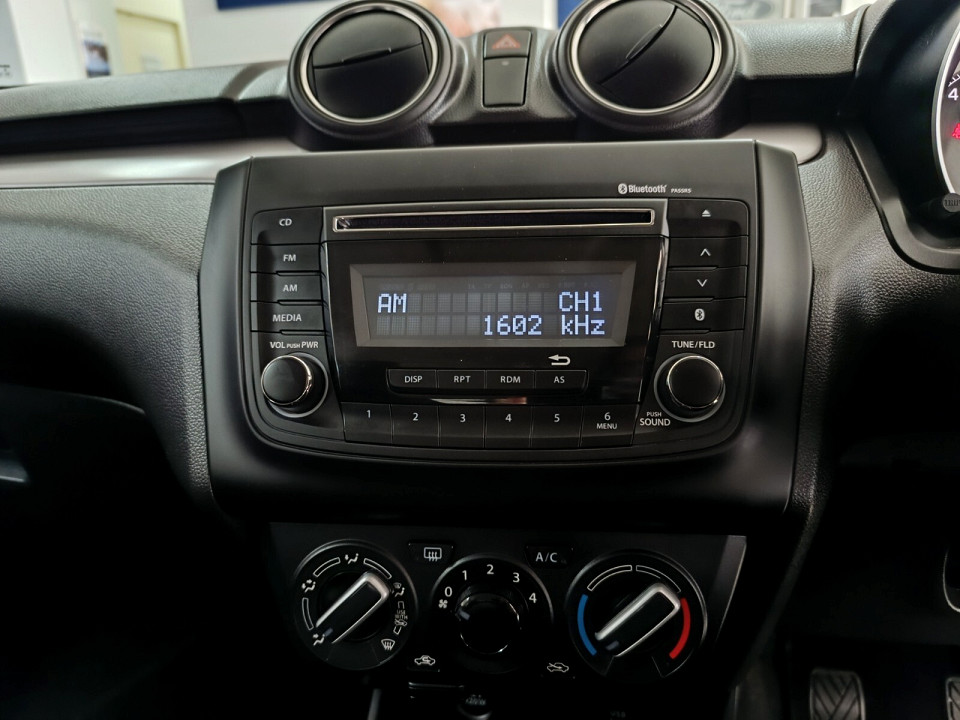 Bluetooth PASSRS
CD
FM
AM
MEDIA
VOL PUSH PWR
AM CH1
1602 kHz
TUNE/FLD
DISP RPT RDM AS
1 2 3 4 5 6
MENU
PUSH
SOUND
A/C
0 1 2 3 4
4